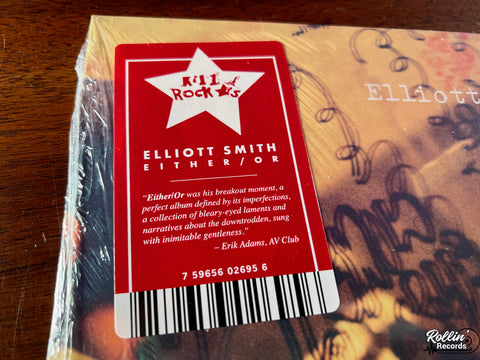 KILL
ROCK
STARS
ELLIOTT SMITH
EITHER/OR
“Either/Or was his breakout moment, a
perfect album defined by its imperfections,
a collection of bleary-eyed laments and
narratives about the downtrodden, sung
with inimitable gentleness.”
– Erik Adams, AV Club
7 59656 02695 6
Elliott
Rollin'
Records